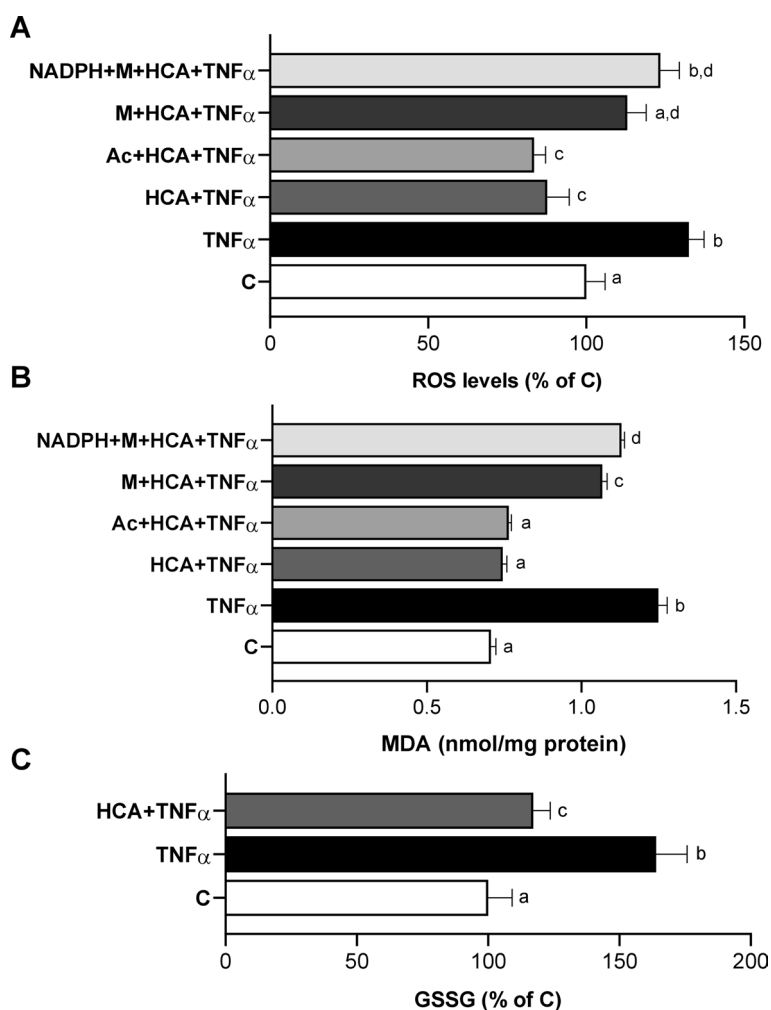 A
NADPH+M+HCA+TNFα
b,d
M+HCA+TNFα
a,d
Ac+HCA+TNFα
c
HCA+TNFα
c
TNFα
b
C
a
0 50 100 150
ROS levels (% of C)
B
NADPH+M+HCA+TNFα
d
M+HCA+TNFα
c
Ac+HCA+TNFα
a
HCA+TNFα
a
TNFα
b
C
a
0.0 0.5 1.0 1.5
MDA (nmol/mg protein)
C
HCA+TNFα
c
TNFα
b
C
a
0 50 100 150 200
GSSG (% of C)